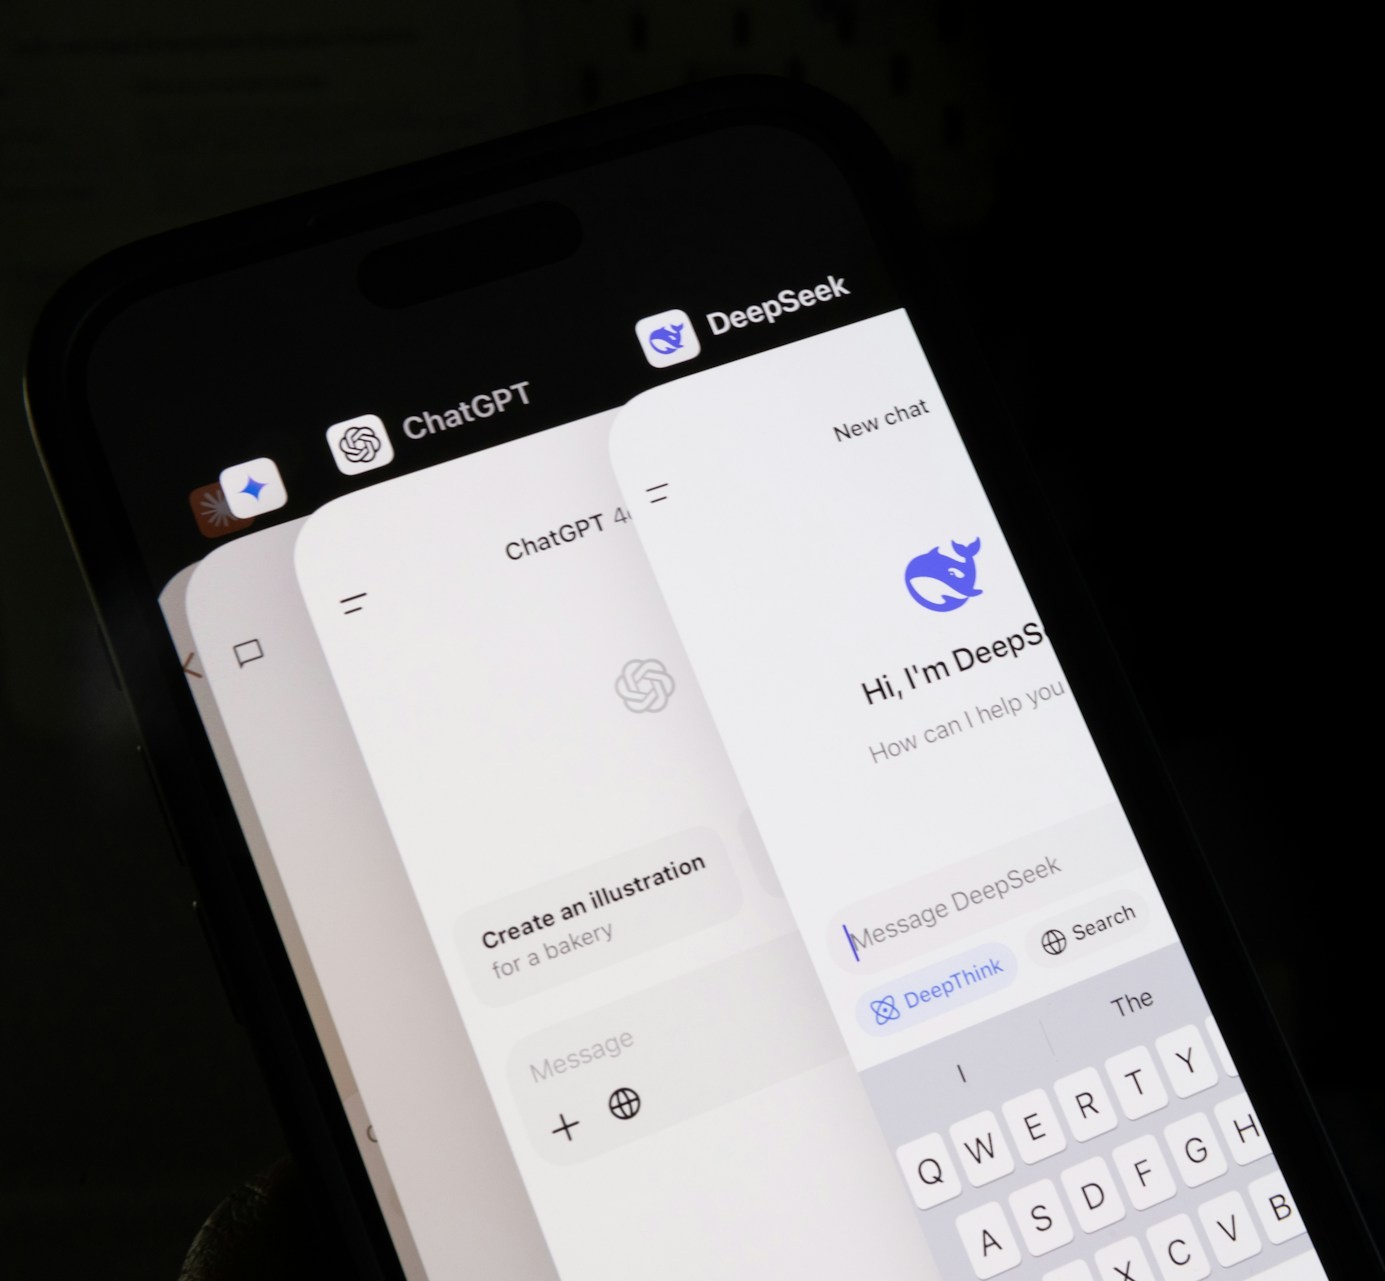 DeepSeek
ChatGPT
New chat
ChatGPT 4
Hi, I'm DeepS
How can I help you
Create an illustration
for a bakery
Message DeepSeek
DeepThink
Search
Message
I
The
Q W E R T Y
A S D F G H
X C V B